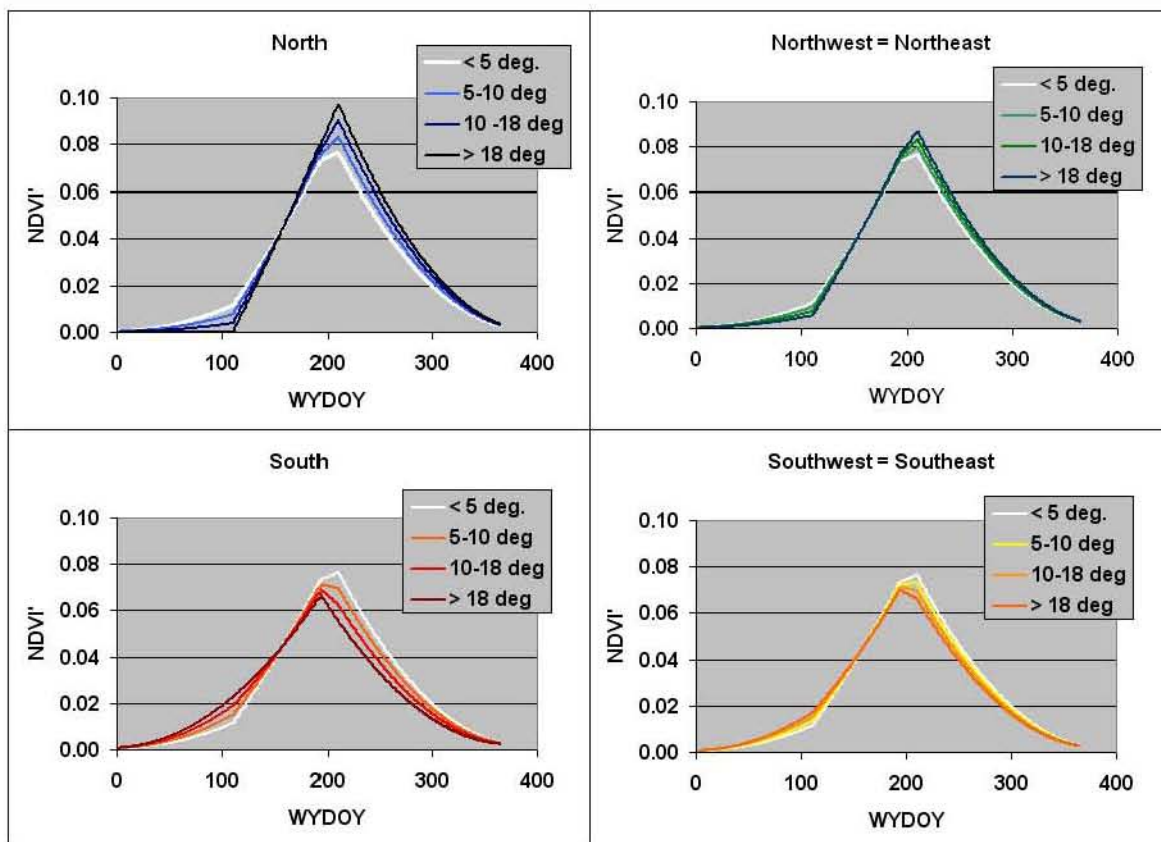 North
< 5 deg.
5-10 deg
10 -18 deg
> 18 deg
0.10
0.08
0.06
0.04
0.02
0.00
NDVI'
0 100 200 300 400
WYDOY
Northwest = Northeast
< 5 deg.
5-10 deg
10-18 deg
> 18 deg
0.10
0.08
0.06
0.04
0.02
0.00
NDVI'
0 100 200 300 400
WYDOY
South
< 5 deg.
5-10 deg
10-18 deg
> 18 deg
0.10
0.08
0.06
0.04
0.02
0.00
NDVI'
0 100 200 300 400
WYDOY
Southwest = Southeast
< 5 deg.
5-10 deg
10-18 deg
> 18 deg
0.10
0.08
0.06
0.04
0.02
0.00
NDVI'
0 100 200 300 400
WYDOY